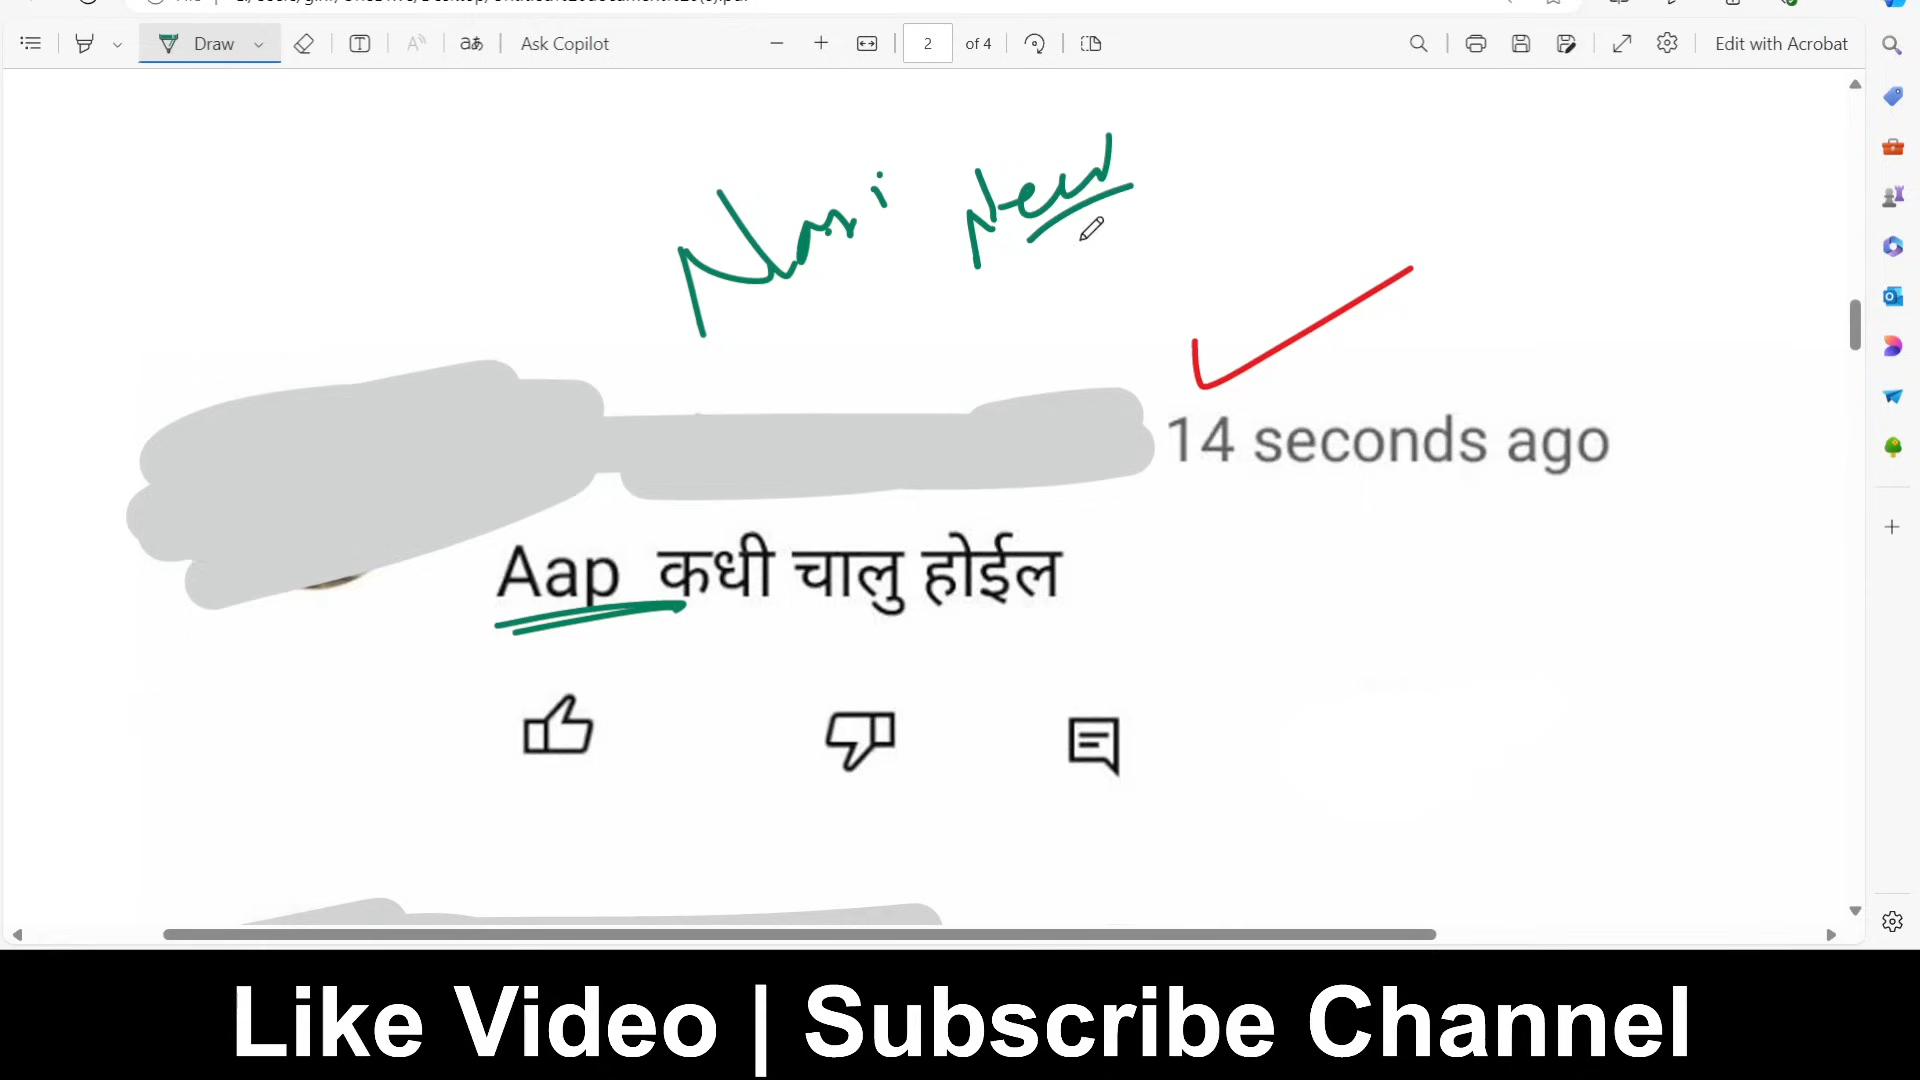 Draw
Ask Copilot
2 of 4
Edit with Acrobat
New
14 seconds ago
Aap कधी चालु होईल
Like Video | Subscribe Channel